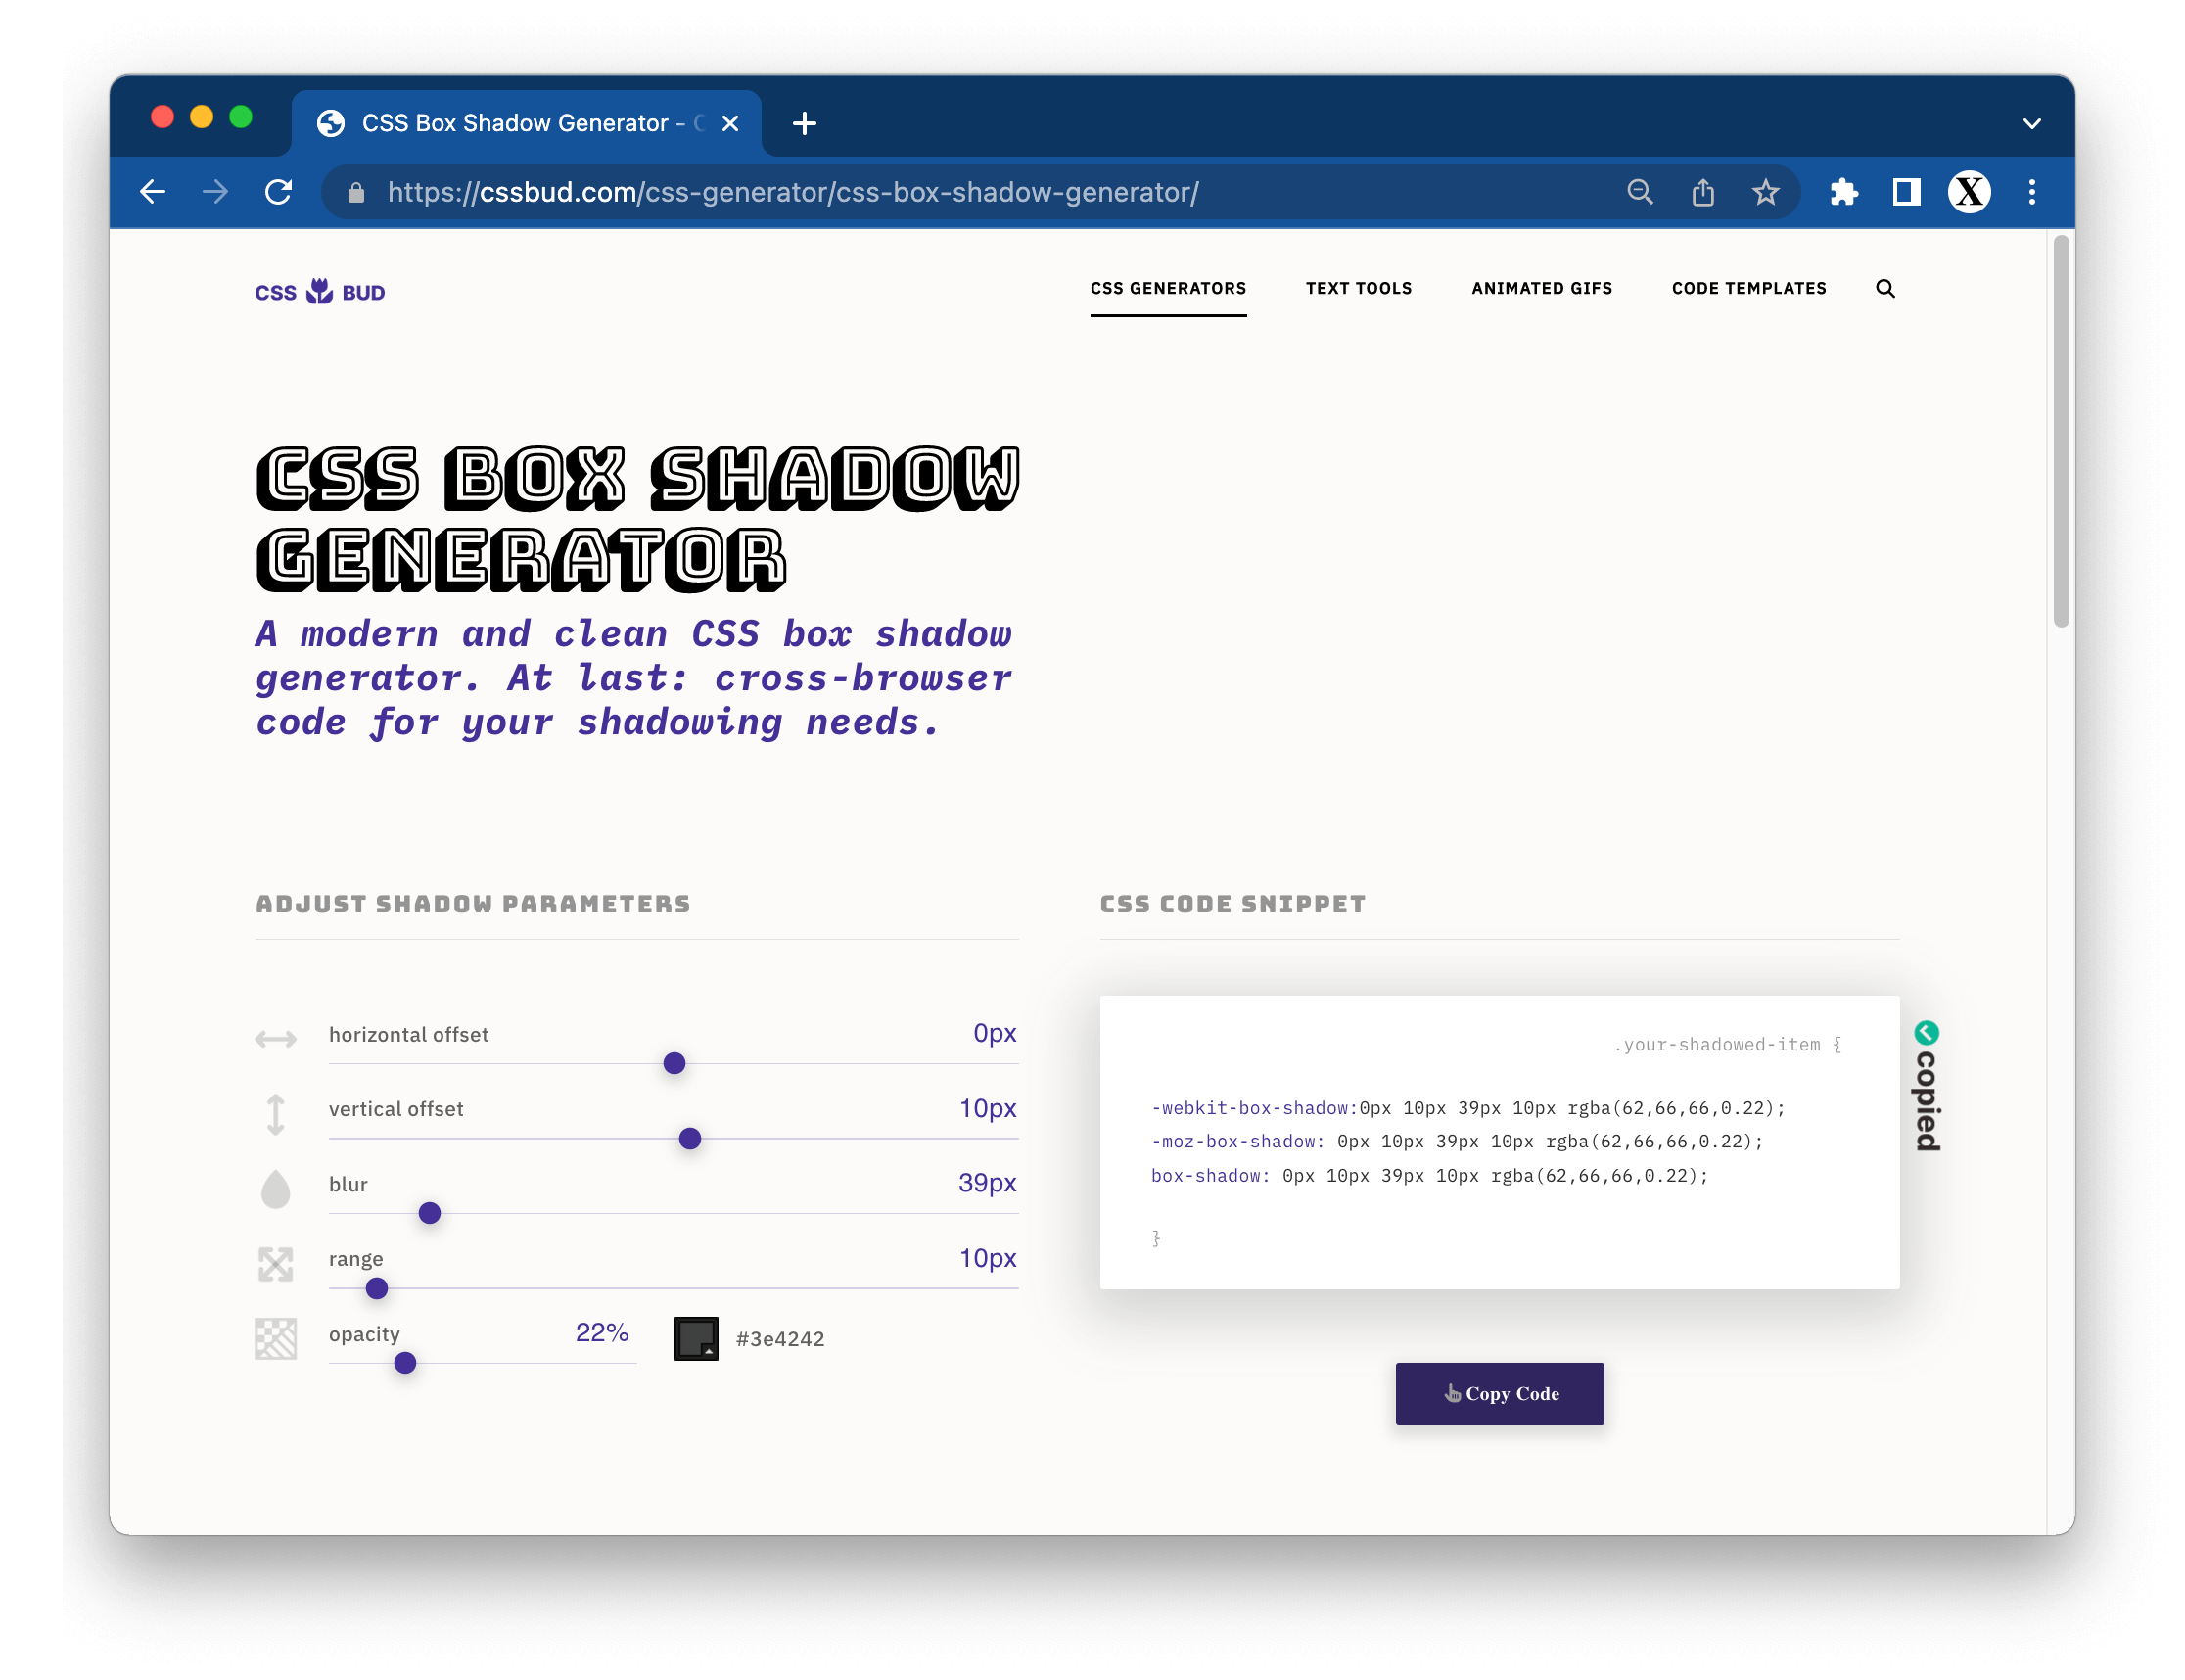 CSS Box Shadow Generator -
https://cssbud.com/css-generator/css-box-shadow-generator/
X
CSS BUD
CSS GENERATORS
TEXT TOOLS
ANIMATED GIFS
CODE TEMPLATES
CSS BOX SHADOW
GENERATOR
A modern and clean CSS box shadow
generator. At last: cross-browser
code for your shadowing needs.
ADJUST SHADOW PARAMETERS
horizontal offset 0px
vertical offset 10px
blur 39px
range 10px
opacity 22% #3e4242
CSS CODE SNIPPET
.your-shadowed-item {
-webkit-box-shadow:0px 10px 39px 10px rgba(62,66,66,0.22);
-moz-box-shadow: 0px 10px 39px 10px rgba(62,66,66,0.22);
box-shadow: 0px 10px 39px 10px rgba(62,66,66,0.22);
}
copied
Copy Code